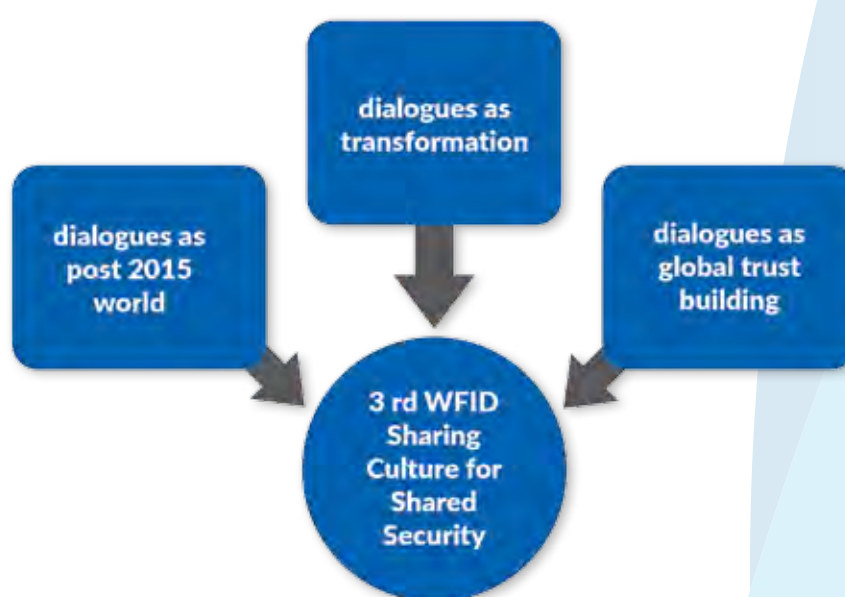 dialogues as
transformation
dialogues as
post 2015
world
dialogues as
global trust
building
3 rd WFID
Sharing
Culture for
Shared
Security